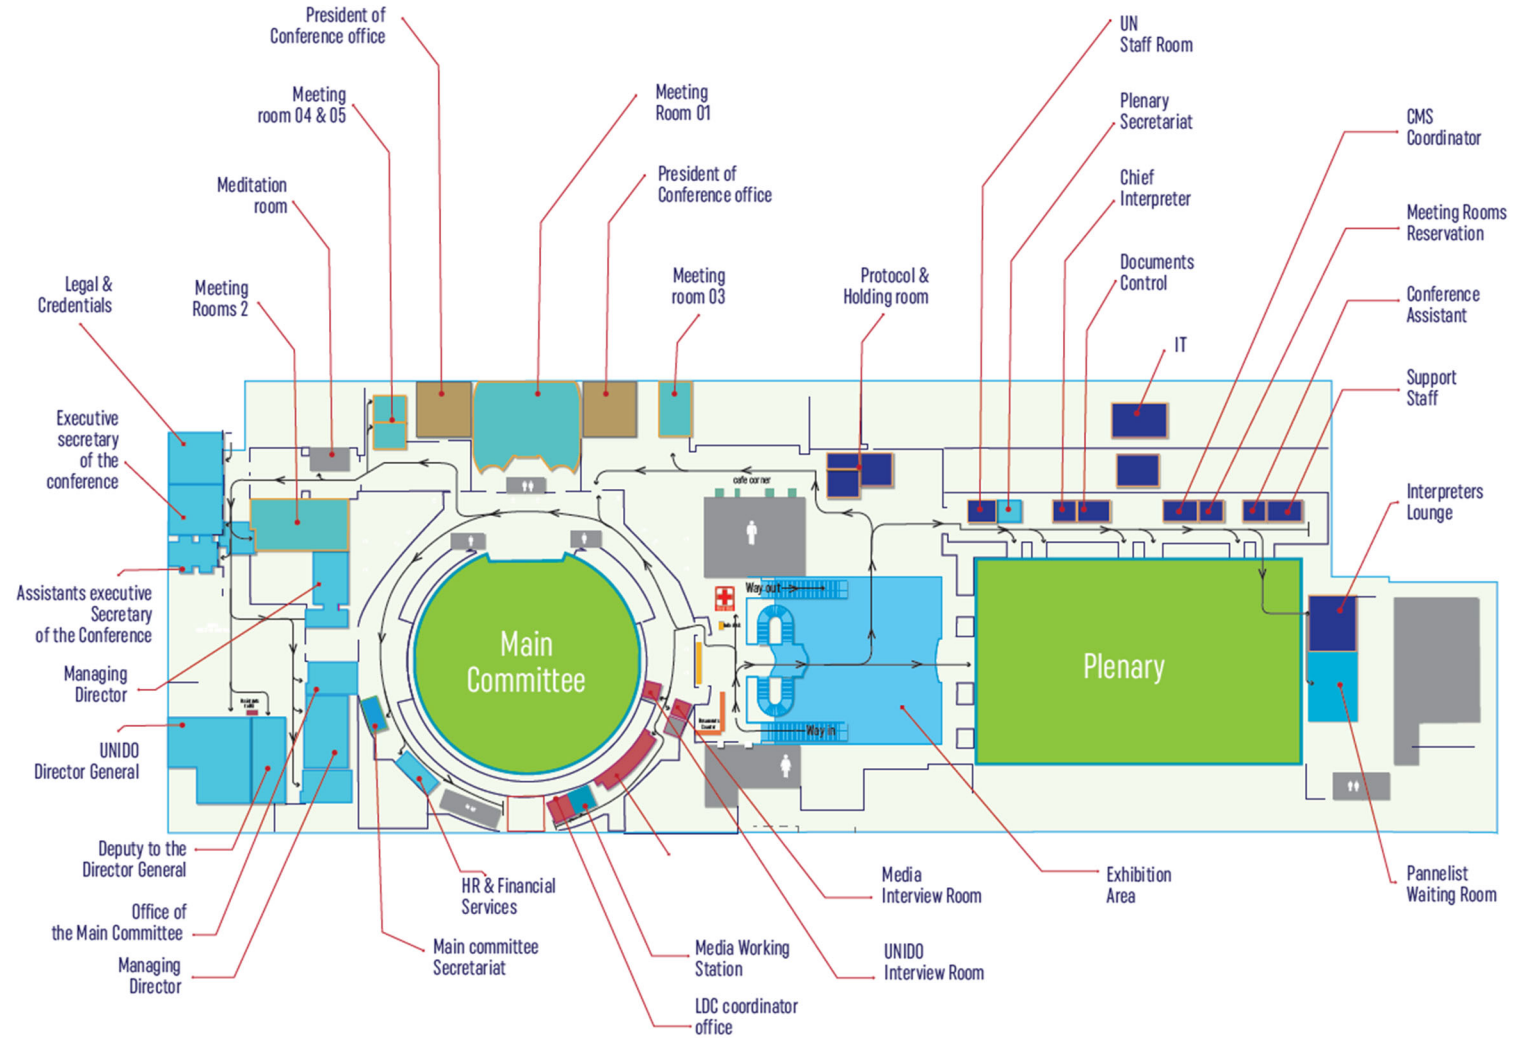 President of
Conference office
Meeting
room 04 & 05
Meditation
room
Legal &
Credentials
Meeting
Rooms 2
Executive
secretary
of the
conference
Assistants executive
Secretary
of the Conference
Managing
Director
UNIDO
Director General
Deputy to the
Director General
Office of
the Main Committee
Managing
Director
Meeting
Room 01
President of
Conference office
Meeting
room 03
Protocol &
Holding room
UN
Staff Room
Plenary
Secretariat
Chief
Interpreter
Documents
Control
IT
CMS
Coordinator
Meeting Rooms
Reservation
Conference
Assistant
Support
Staff
Interpreters
Lounge
Pannelist
Waiting Room
cafe corner
Way out
Way in
Main
Committee
Plenary
HR & Financial
Services
Main committee
Secretariat
Media Working
Station
LDC coordinator
office
Media
Interview Room
UNIDO
Interview Room
Exhibition
Area